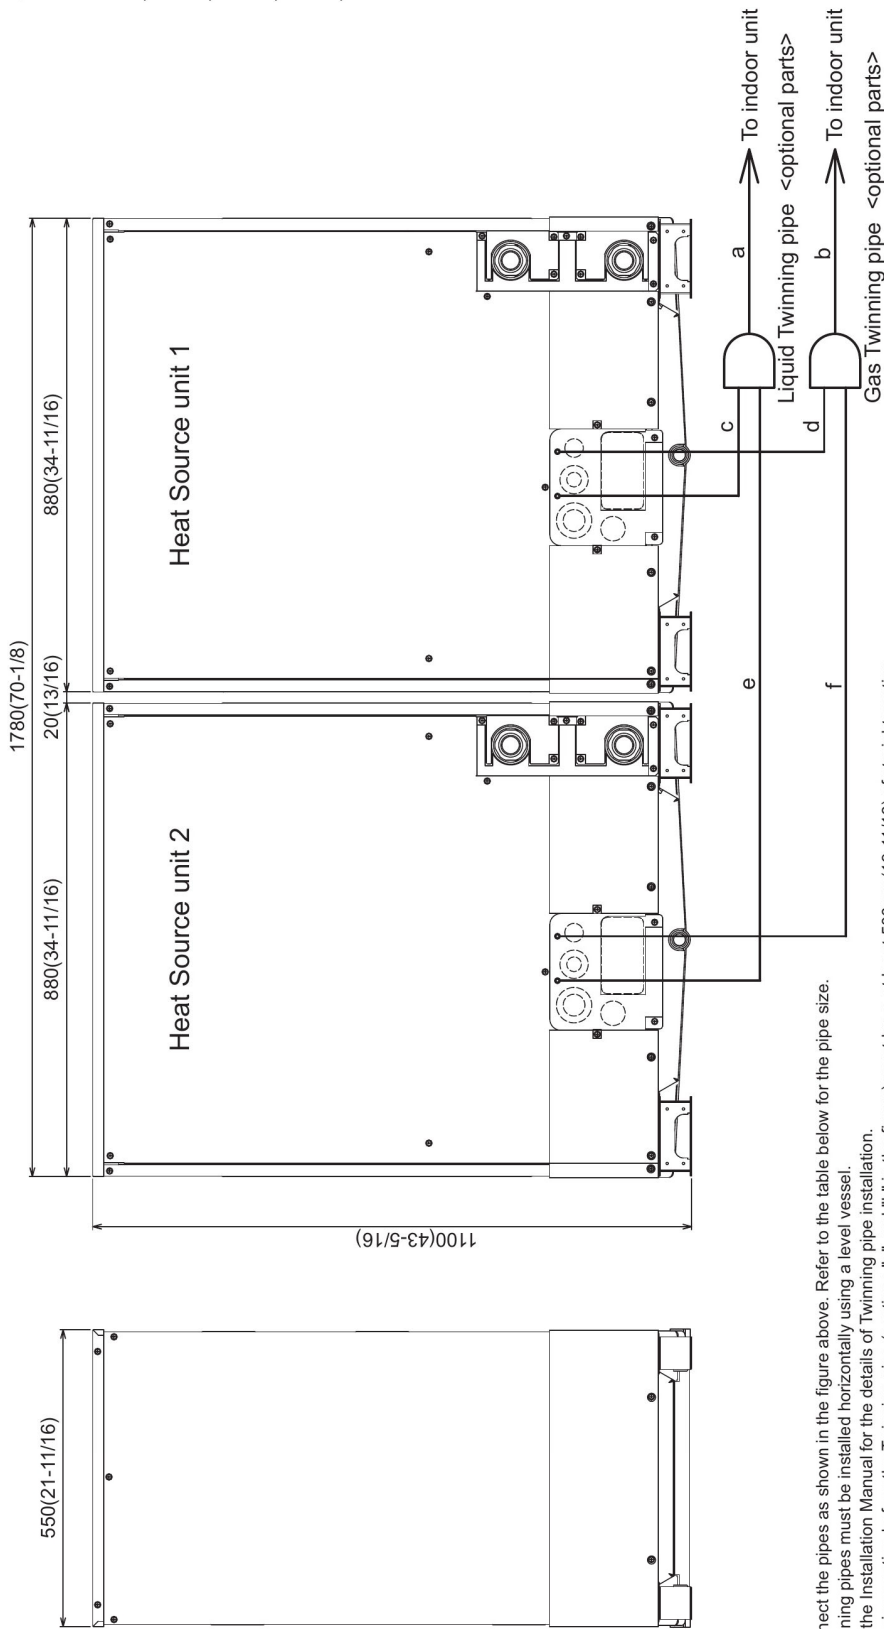 1780(70-1/8)
880(34-11/16)
20(13/16)
880(34-11/16)
550(21-11/16)
1100(43-5/16)
Heat Source unit 2
Heat Source unit 1
a
To indoor unit
Liquid Twinning pipe <optional parts>
b
To indoor unit
Gas Twinning pipe <optional parts>
c
d
e
f
the pipes as shown in the figure above. Refer to the table below for the pipe size.
pipes must be installed horizontally using a level vessel.
the Installation Manual for the details of Twinning pipe installation.